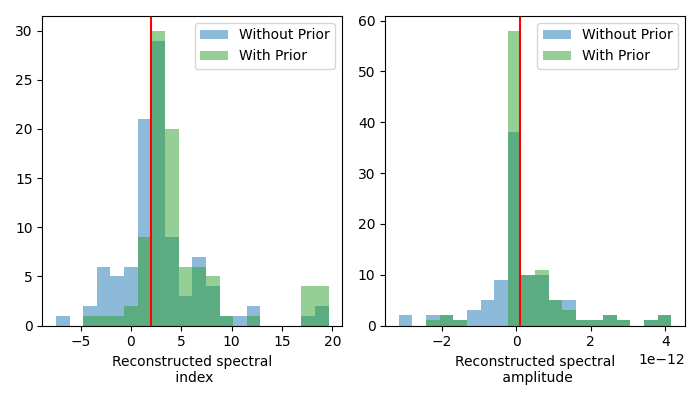 30
25
20
15
10
5
0
Without Prior
With Prior
−5
0
5
10
15
20
Reconstructed spectral
index
60
50
40
30
20
10
0
Without Prior
With Prior
−2
0
2
4
1e−12
Reconstructed spectral
amplitude